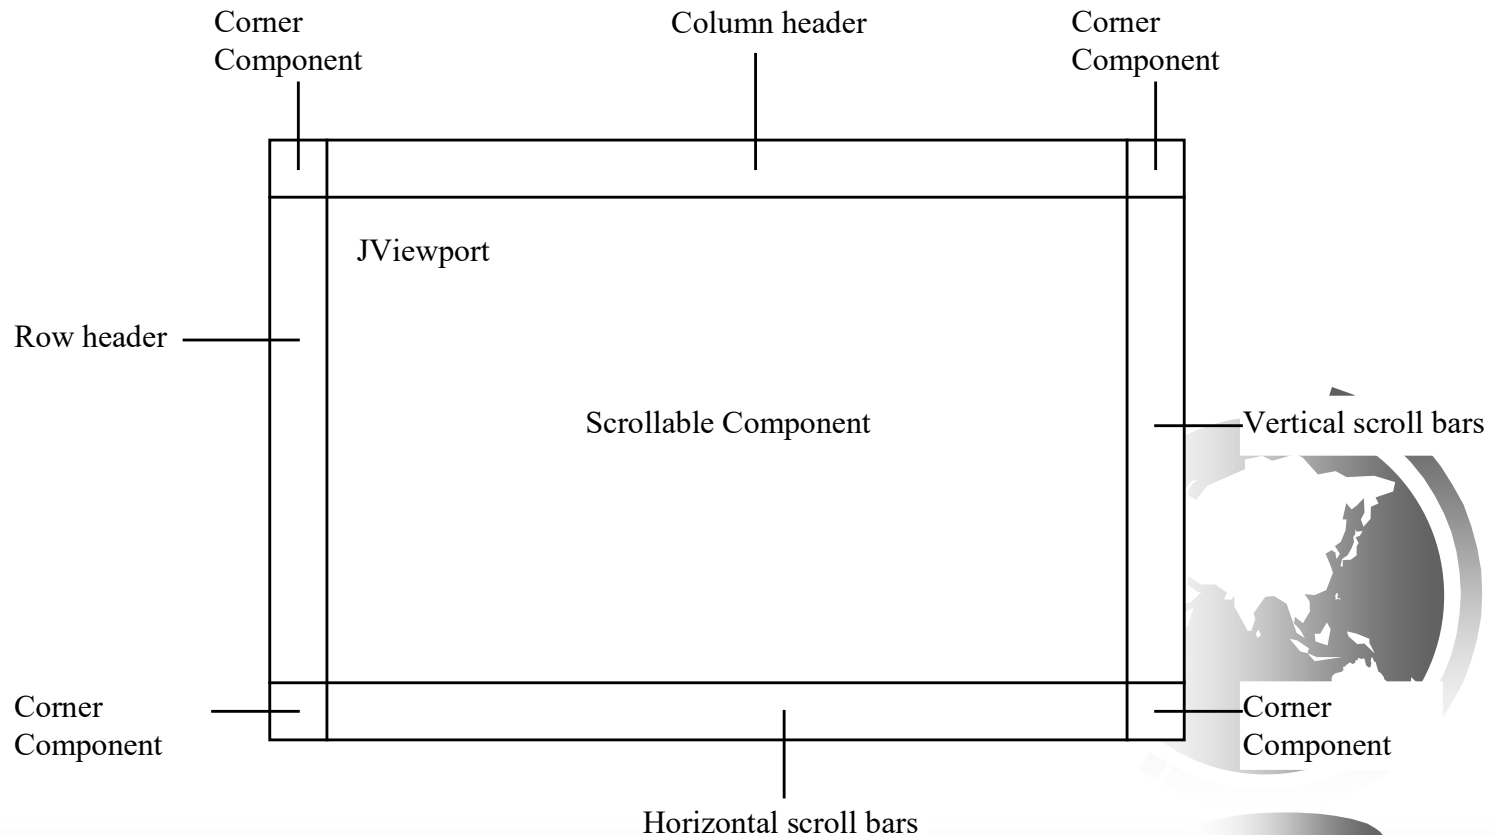 Corner
Component
Column header
Corner
Component
JViewport
Row header
Scrollable Component
Vertical scroll bars
Corner
Component
Corner
Component
Horizontal scroll bars